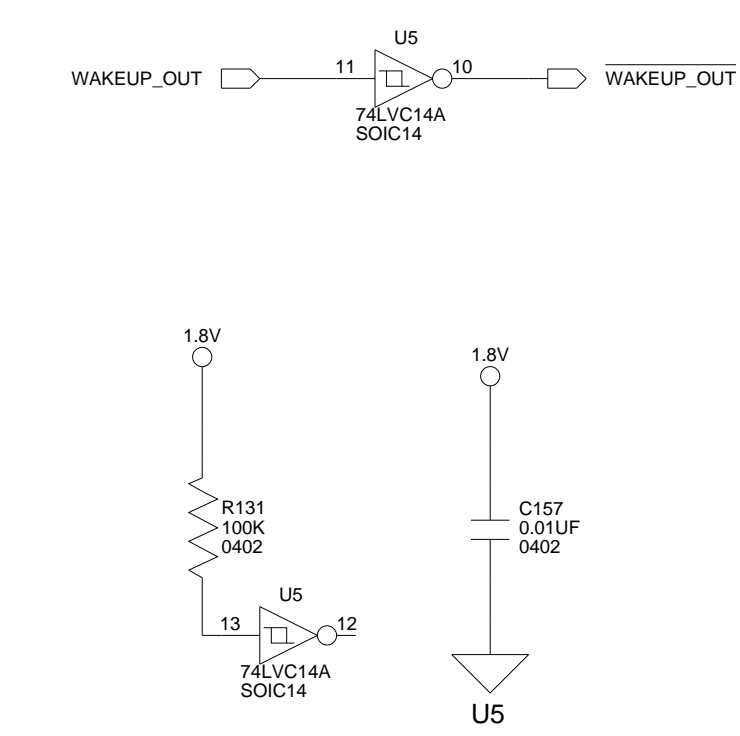 U5
WAKEUP_OUT 11 10 WAKEUP_OUT
74LVC14A
SOIC14
1.8V
R131
100K
0402
U5
13 12
74LVC14A
SOIC14
1.8V
C157
0.01UF
0402
U5